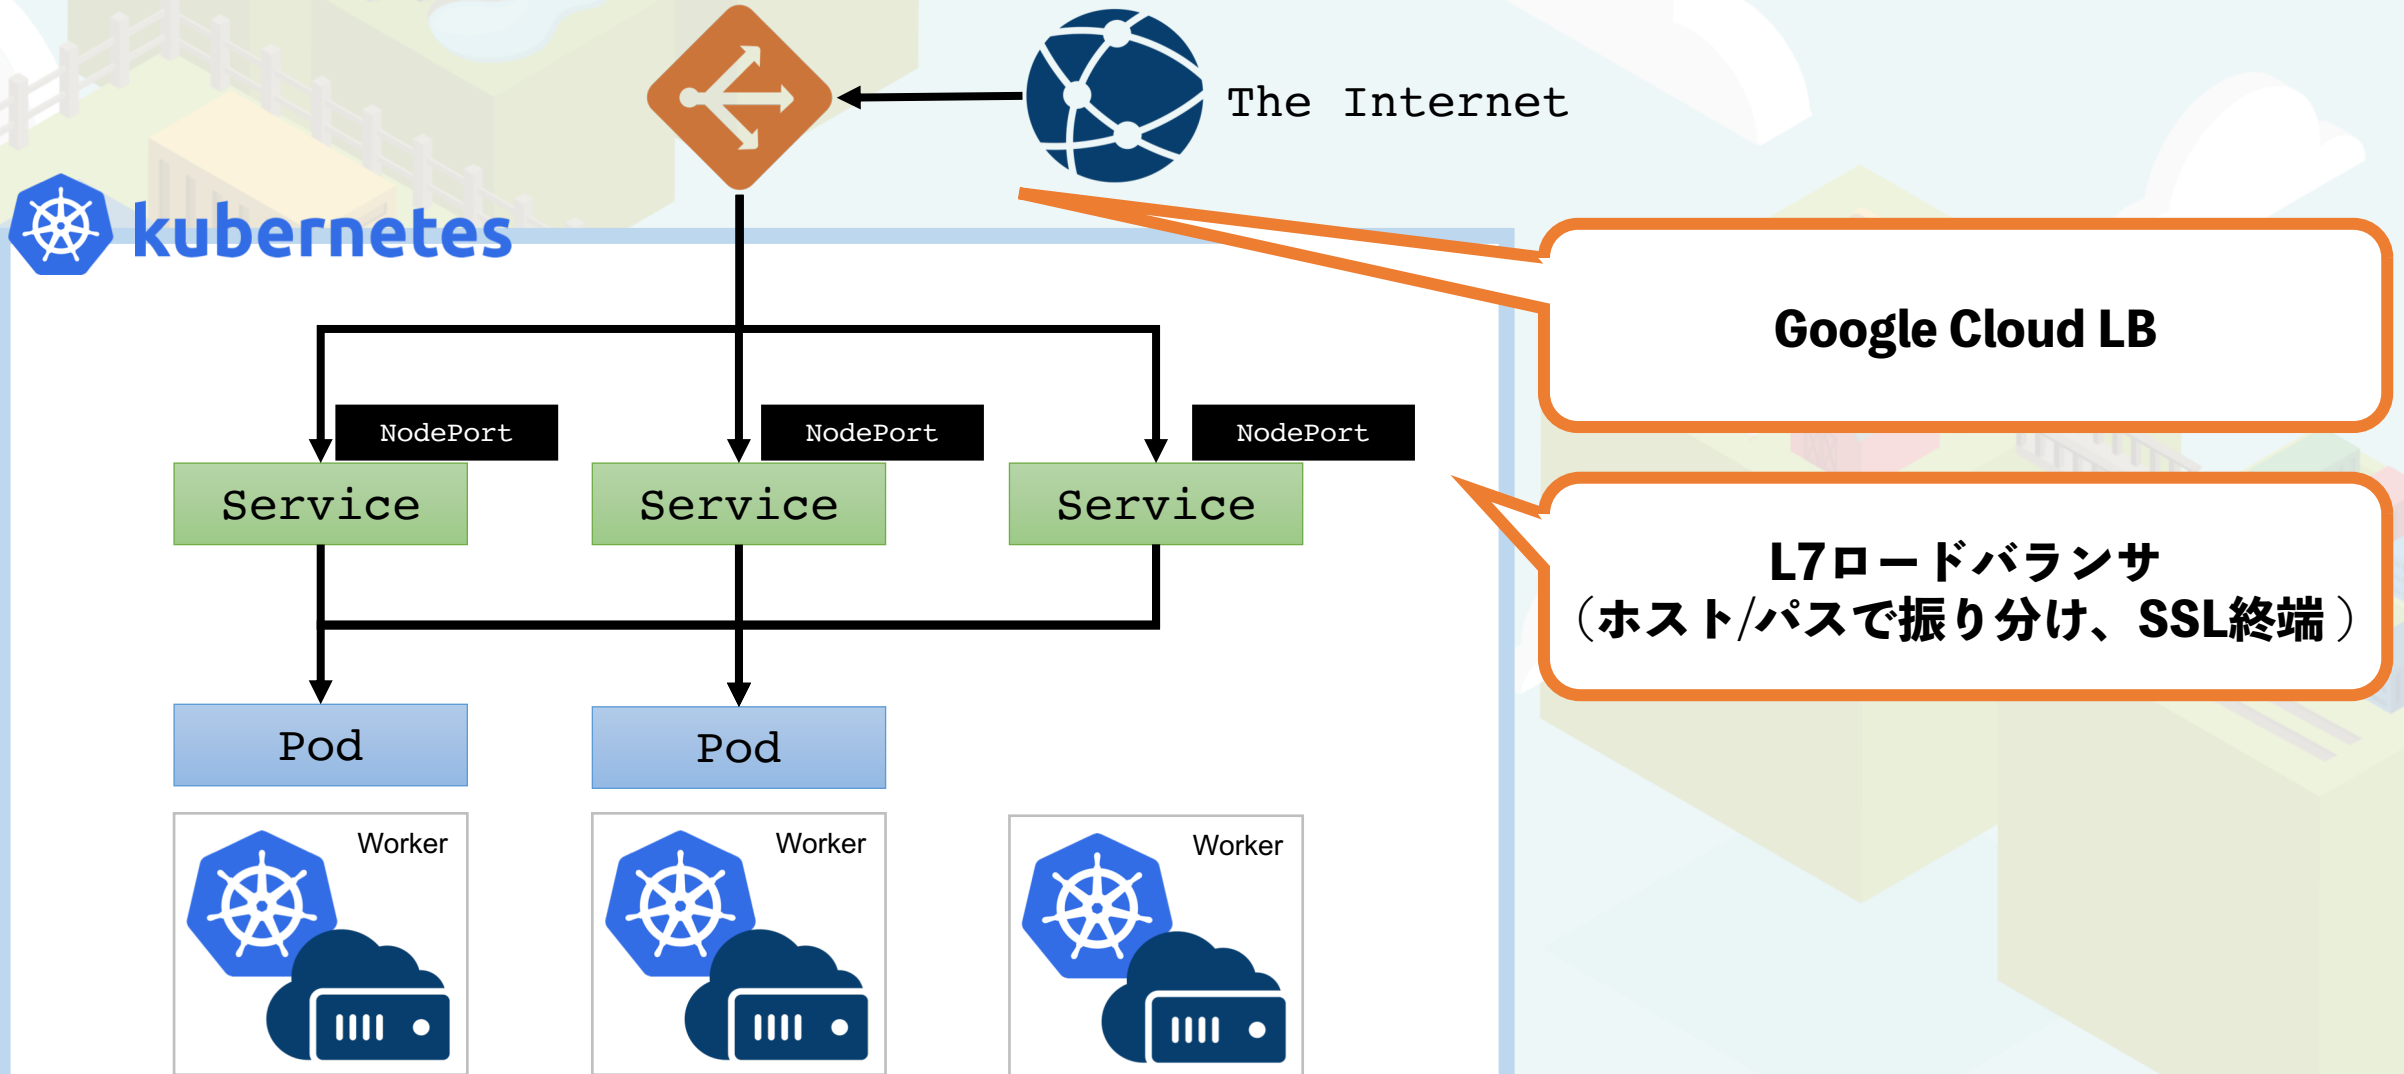 The Internet
kubernetes
Google Cloud LB
NodePort
NodePort
NodePort
Service
Service
Service
L7ロードバランサ
（ホスト/パスで振り分け、SSL終端）
Pod
Pod
Worker
Worker
Worker